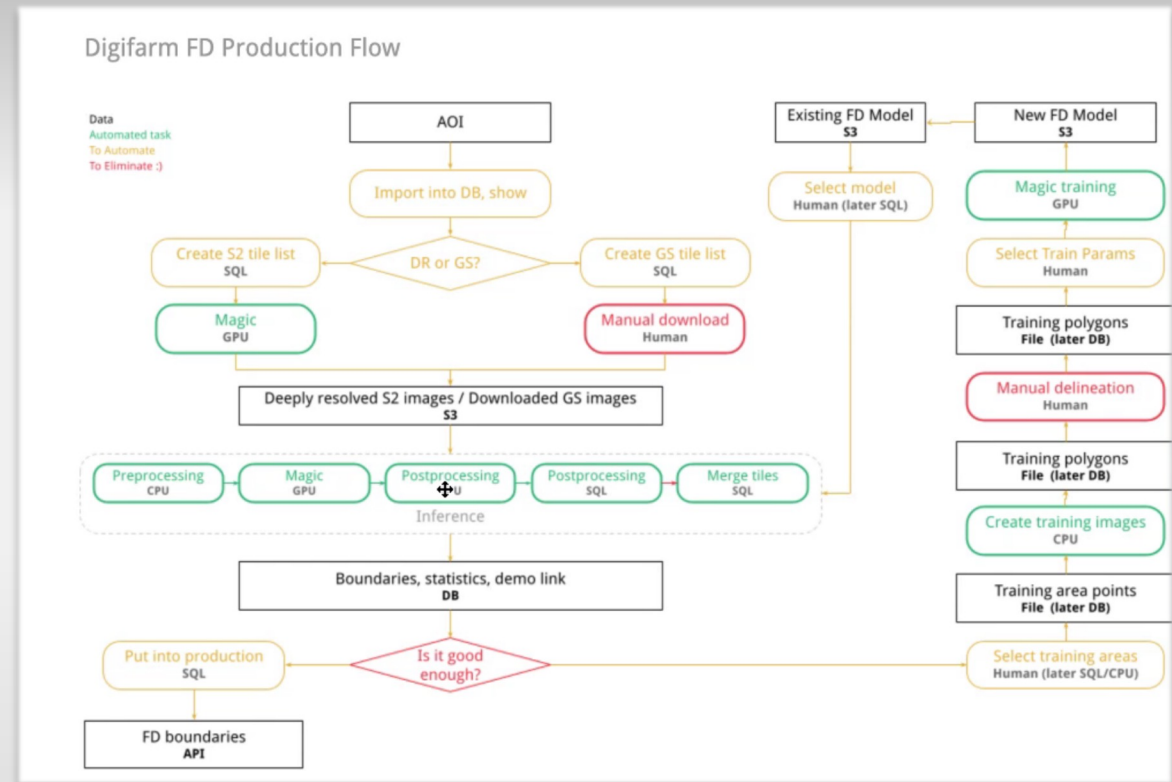 Digifarm FD Production Flow
Data
Automated task
To Automate
To Eliminate :)
AOI
Import into DB, show
DR or GS?
Create S2 tile list
SQL
Create GS tile list
SQL
Magic
GPU
Manual download
Human
Deeply resolved S2 images / Downloaded GS images
S3
Preprocessing
CPU
Magic
GPU
Postprocessing
U
Postprocessing
SQL
Merge tiles
SQL
Inference
Boundaries, statistics, demo link
DB
Is it good
enough?
Put into production
SQL
FD boundaries
API
Existing FD Model
S3
Select model
Human (later SQL)
New FD Model
S3
Magic training
GPU
Select Train Params
Human
Training polygons
File (later DB)
Manual delineation
Human
Training polygons
File (later DB)
Create training images
CPU
Training area points
File (later DB)
Select training areas
Human (later SQL/CPU)